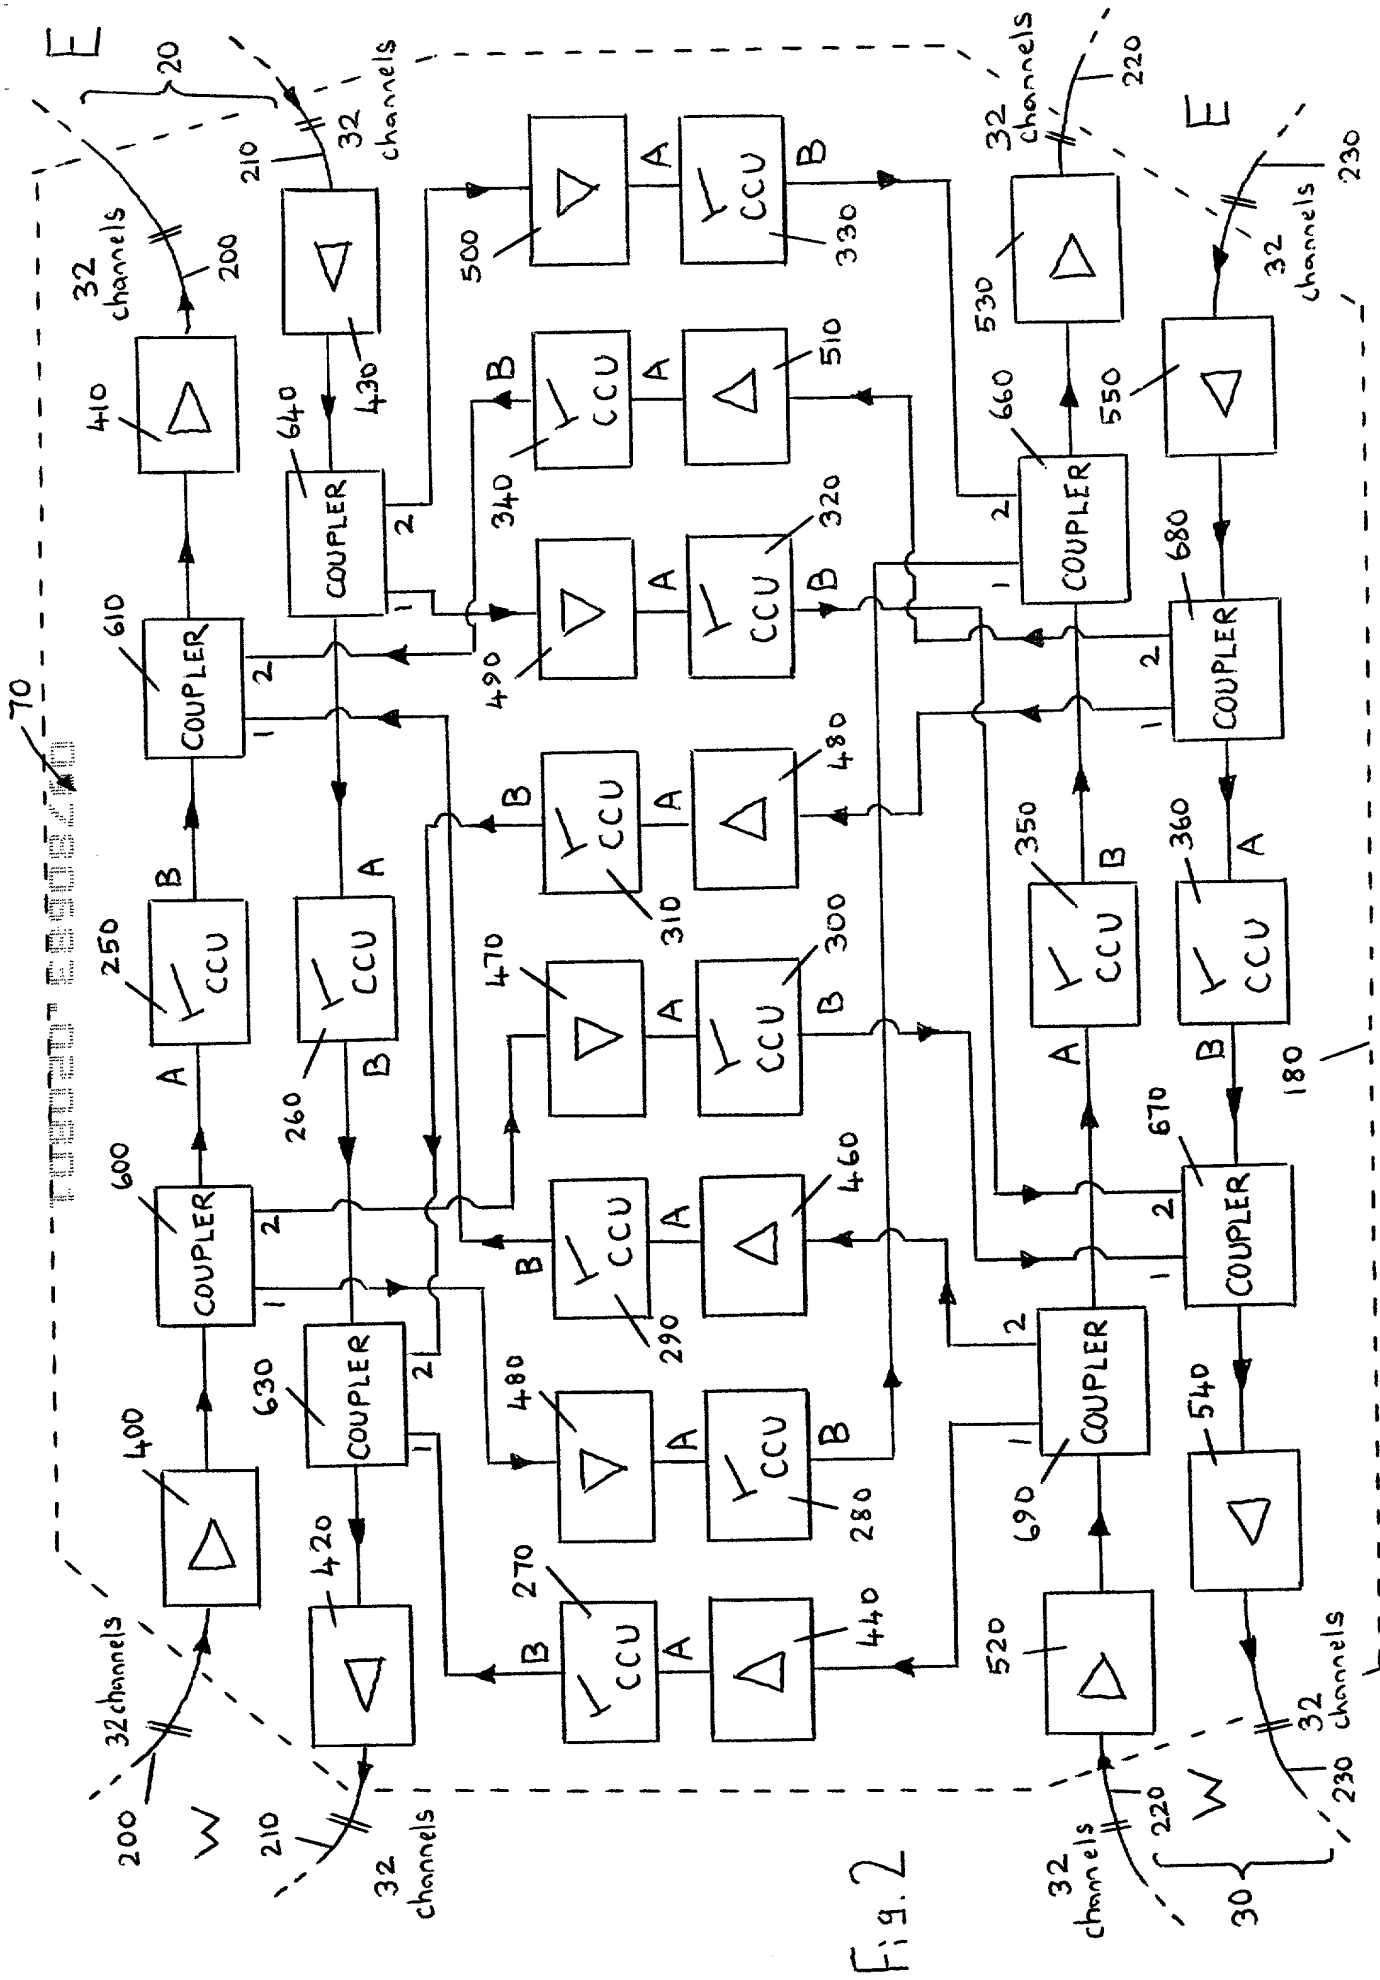 70
E
20
32
channels
200
210
32
channels
410
430
610
640
COUPLER
COUPLER
1
2
1
2
250
B
A
CCU
260
A
B
CCU
600
COUPLER
1
2
630
COUPLER
1
2
400
420
32 channels
200
W
210
32
channels
500
A
330
CCU
B
340
B
CCU
A
510
490
A
320
CCU
B
310
B
CCU
A
480
470
A
300
CCU
B
290
B
CCU
A
460
480
A
280
CCU
B
270
B
CCU
A
440
32
channels
220
E
230
32
channels
530
550
660
COUPLER
1
2
680
COUPLER
1
2
350
B
A
CCU
360
A
B
CCU
180
670
COUPLER
1
2
690
COUPLER
1
2
520
540
32
channels
220
W
32
channels
230
30
Fig. 2